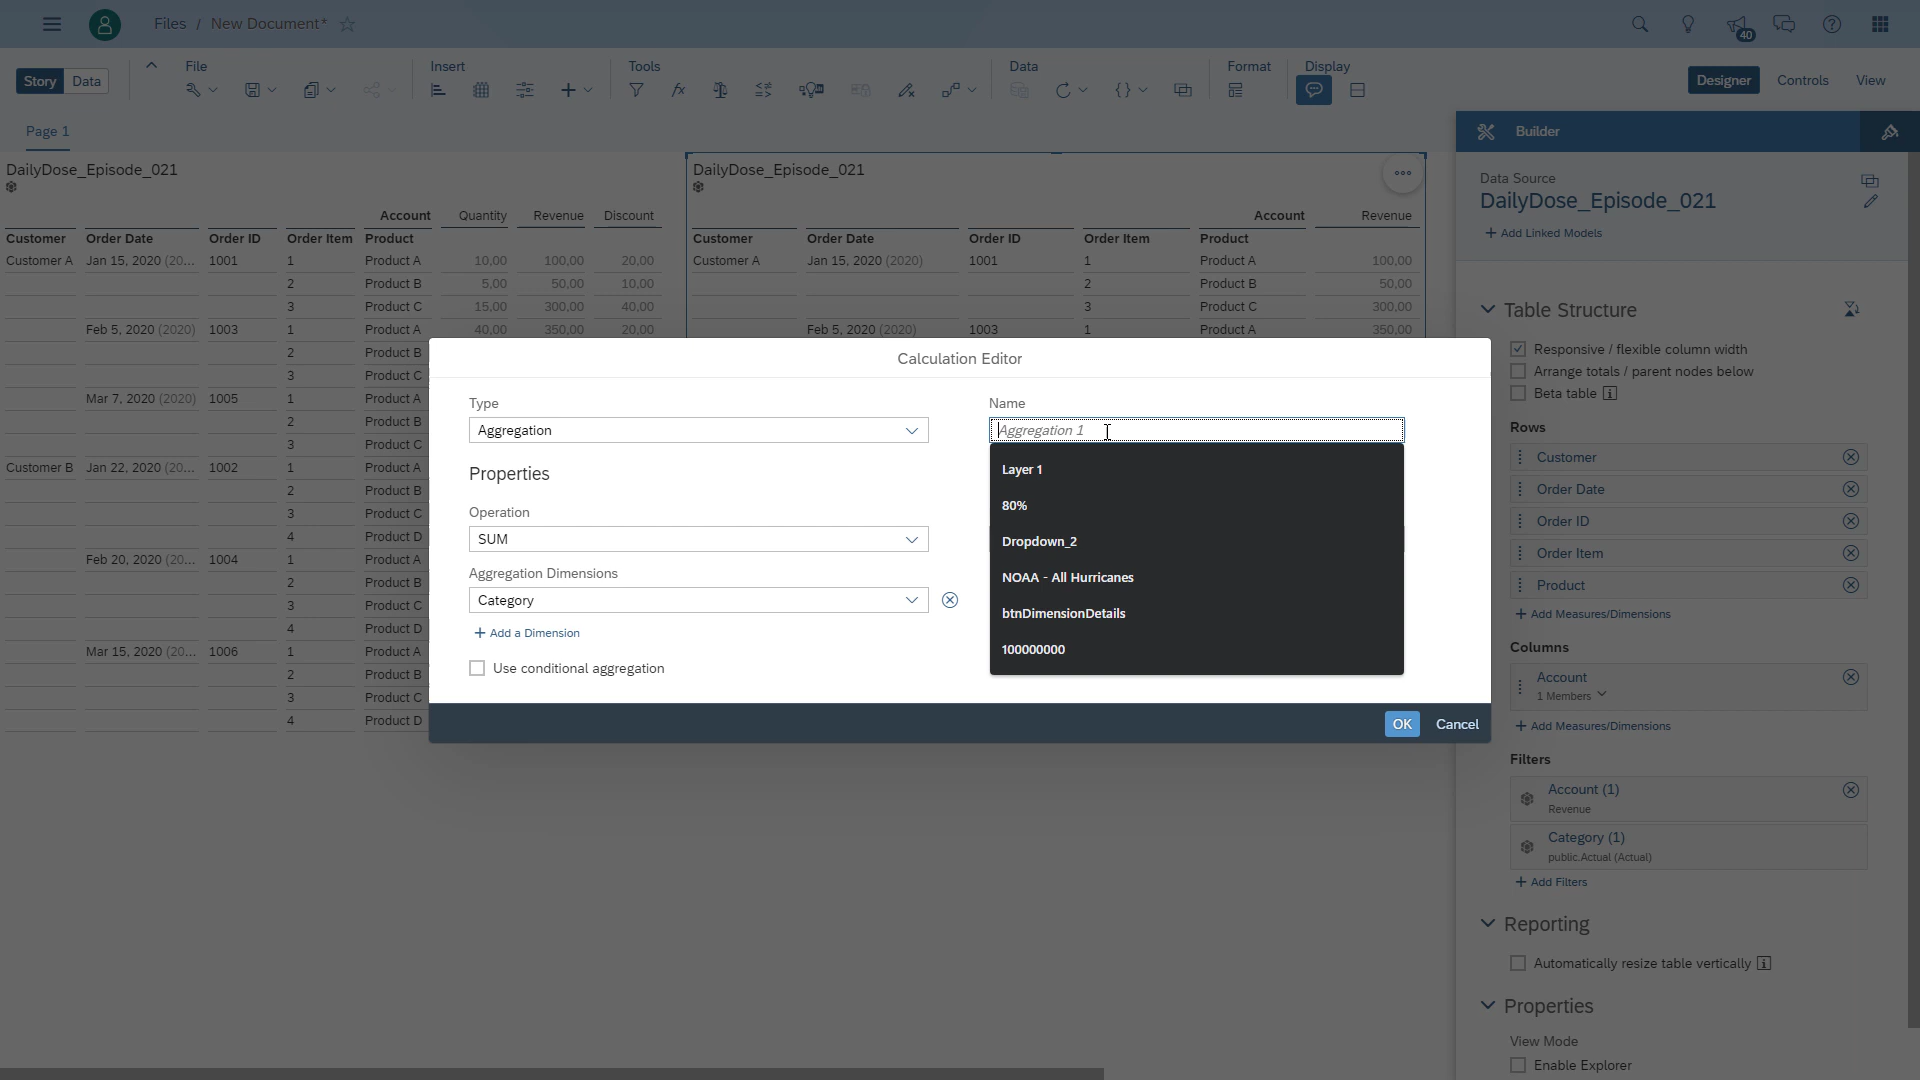 Files / New Document*
40
Story Data
File
Insert
Tools
Data
Format
Display
Designer Controls View
Page 1
DailyDose_Episode_021
Account Quantity Revenue Discount
Customer Order Date Order ID Order Item Product
Customer A Jan 15, 2020 (20... 1001 1 Product A 10,00 100,00 20,00
2 Product B 5,00 50,00 10,00
3 Product C 15,00 300,00 40,00
Feb 5, 2020 (2020) 1003 1 Product A 40,00 350,00 20,00
2 Product B
3 Product C
Mar 7, 2020 (2020) 1005 1 Product A
2 Product B
3 Product C
Customer B Jan 22, 2020 (20... 1002 1 Product A
2 Product B
3 Product C
4 Product D
Feb 20, 2020 (20... 1004 1 Product A
2 Product B
3 Product C
4 Product D
Mar 15, 2020 (20... 1006 1 Product A
2 Product B
3 Product C
4 Product D
DailyDose_Episode_021
Account Revenue
Customer Order Date Order ID Order Item Product
Customer A Jan 15, 2020 (2020) 1001 1 Product A 100,00
2 Product B 50,00
3 Product C 300,00
Feb 5, 2020 (2020) 1003 1 Product A 350,00
Calculation Editor
Type
Aggregation
Name
Aggregation 1
Layer 1
80%
Dropdown_2
NOAA - All Hurricanes
btnDimensionDetails
100000000
Properties
Operation
SUM
Aggregation Dimensions
Category
+ Add a Dimension
Use conditional aggregation
OK Cancel
Builder
Data Source
DailyDose_Episode_021
+ Add Linked Models
Table Structure
Responsive / flexible column width
Arrange totals / parent nodes below
Beta table
Rows
Customer
Order Date
Order ID
Order Item
Product
+ Add Measures/Dimensions
Columns
Account
1 Members
+ Add Measures/Dimensions
Filters
Account (1)
Revenue
Category (1)
public.Actual (Actual)
+ Add Filters
Reporting
Automatically resize table vertically
Properties
View Mode
Enable Explorer